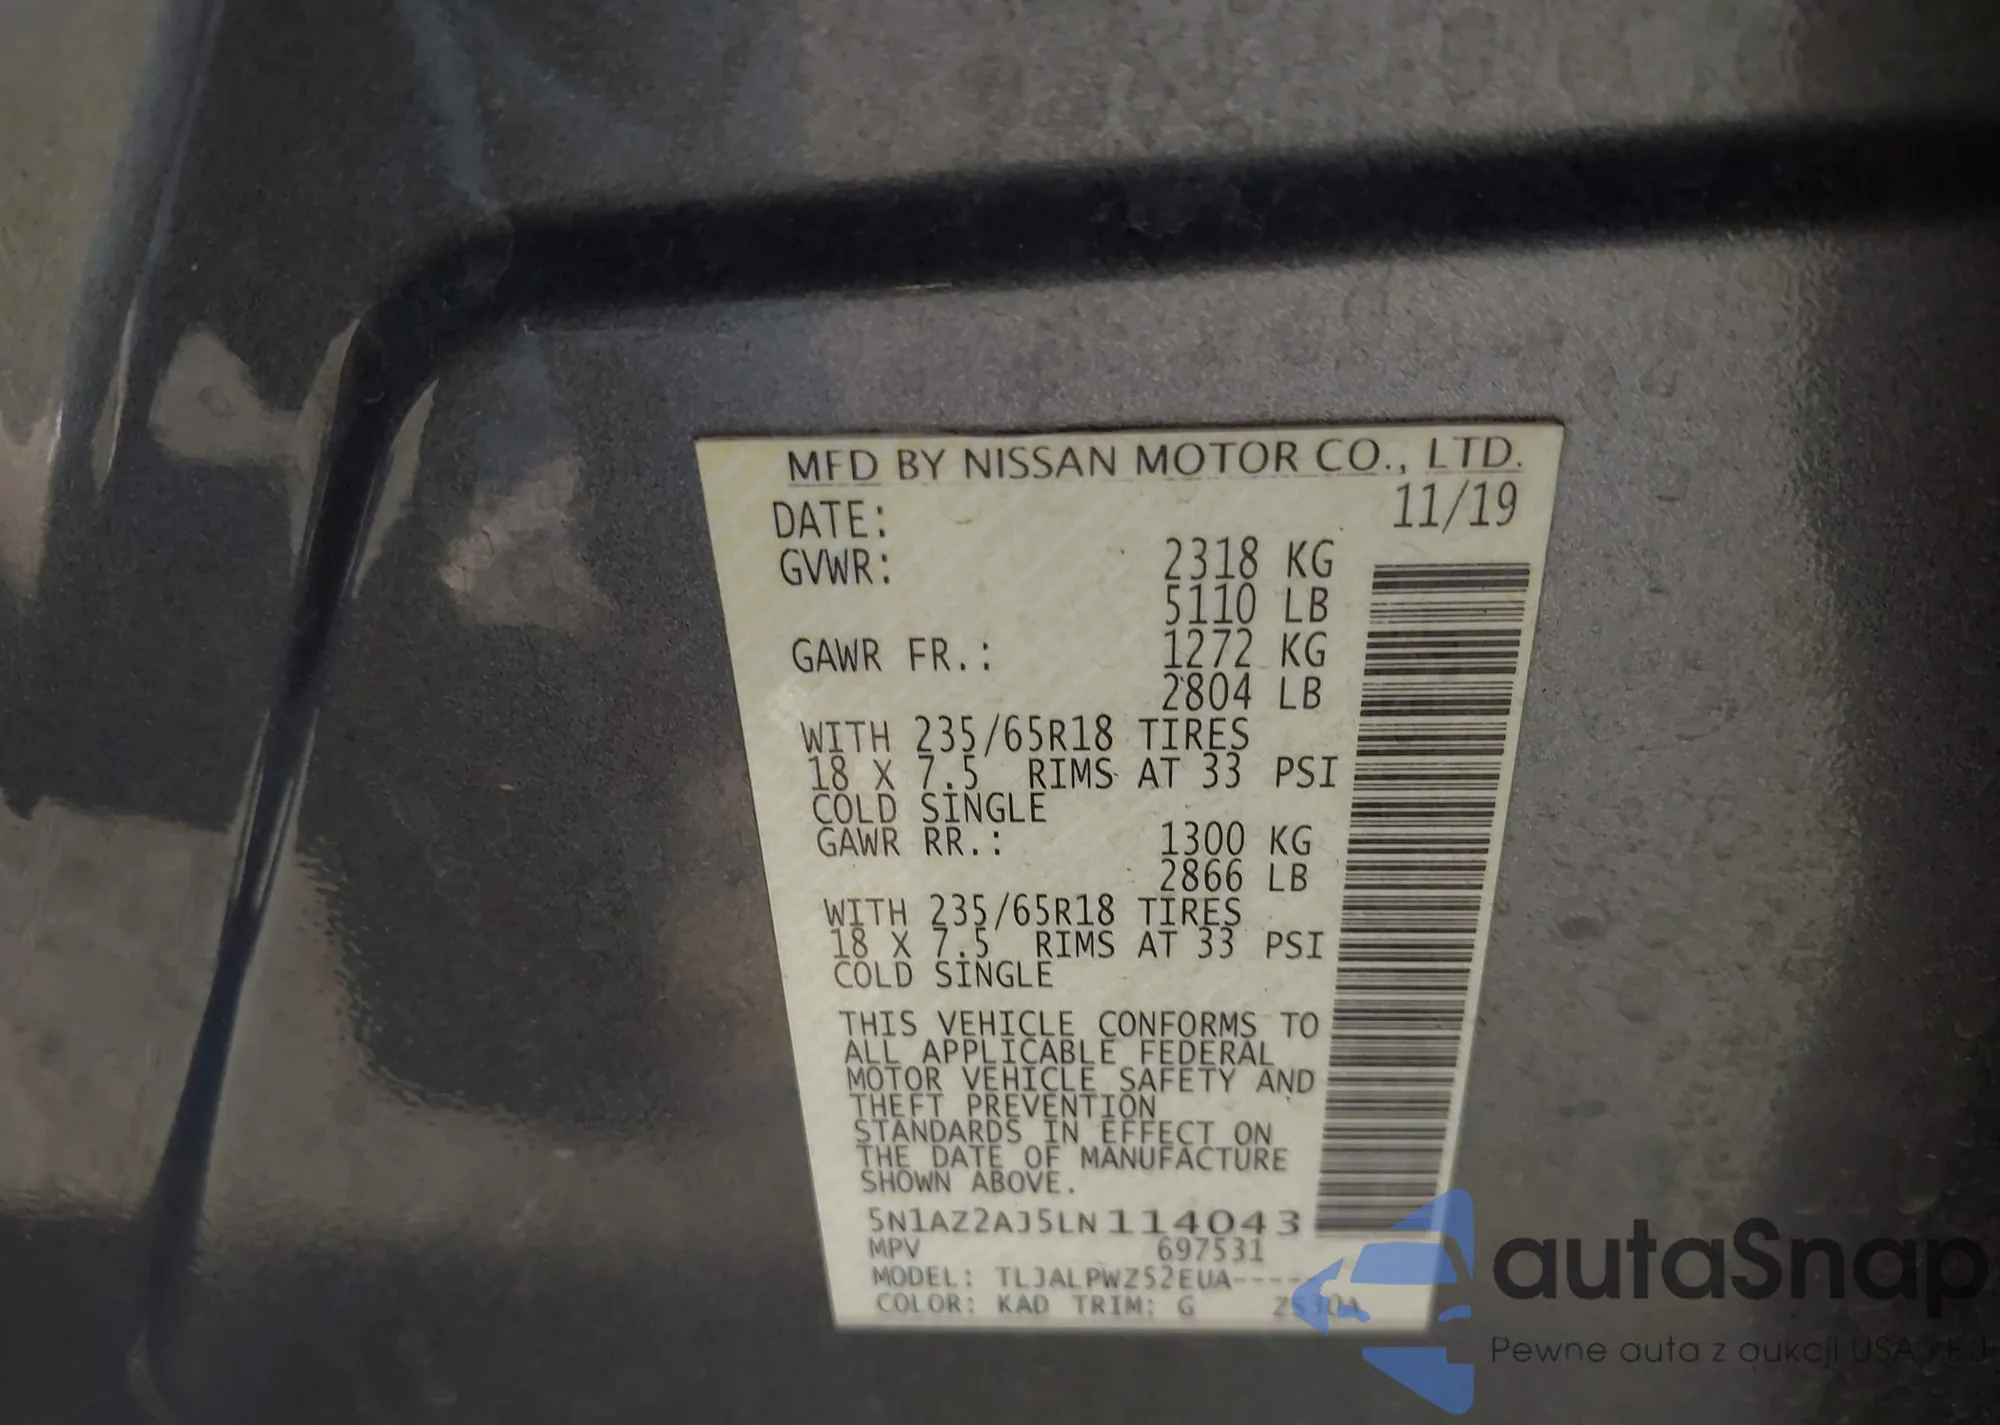 MFD BY NISSAN MOTOR CO., LTD.
DATE: 11/19
GVWR: 2318 KG
5110 LB
GAWR FR.: 1272 KG
2804 LB
WITH 235/65R18 TIRES
18 X 7.5 RIMS AT 33 PSI
COLD SINGLE
GAWR RR.: 1300 KG
2866 LB
WITH 235/65R18 TIRES
18 X 7.5 RIMS AT 33 PSI
COLD SINGLE
THIS VEHICLE CONFORMS TO
ALL APPLICABLE FEDERAL
MOTOR VEHICLE SAFETY AND
THEFT PREVENTION
STANDARDS IN EFFECT ON
THE DATE OF MANUFACTURE
SHOWN ABOVE.
5N1AZ2AJ5LN114043
MPV 697531
MODEL: TLJALPWZ52EUA----
COLOR: KAD TRIM: G
autaSnap
Pewne auta z aukcji USA i EU